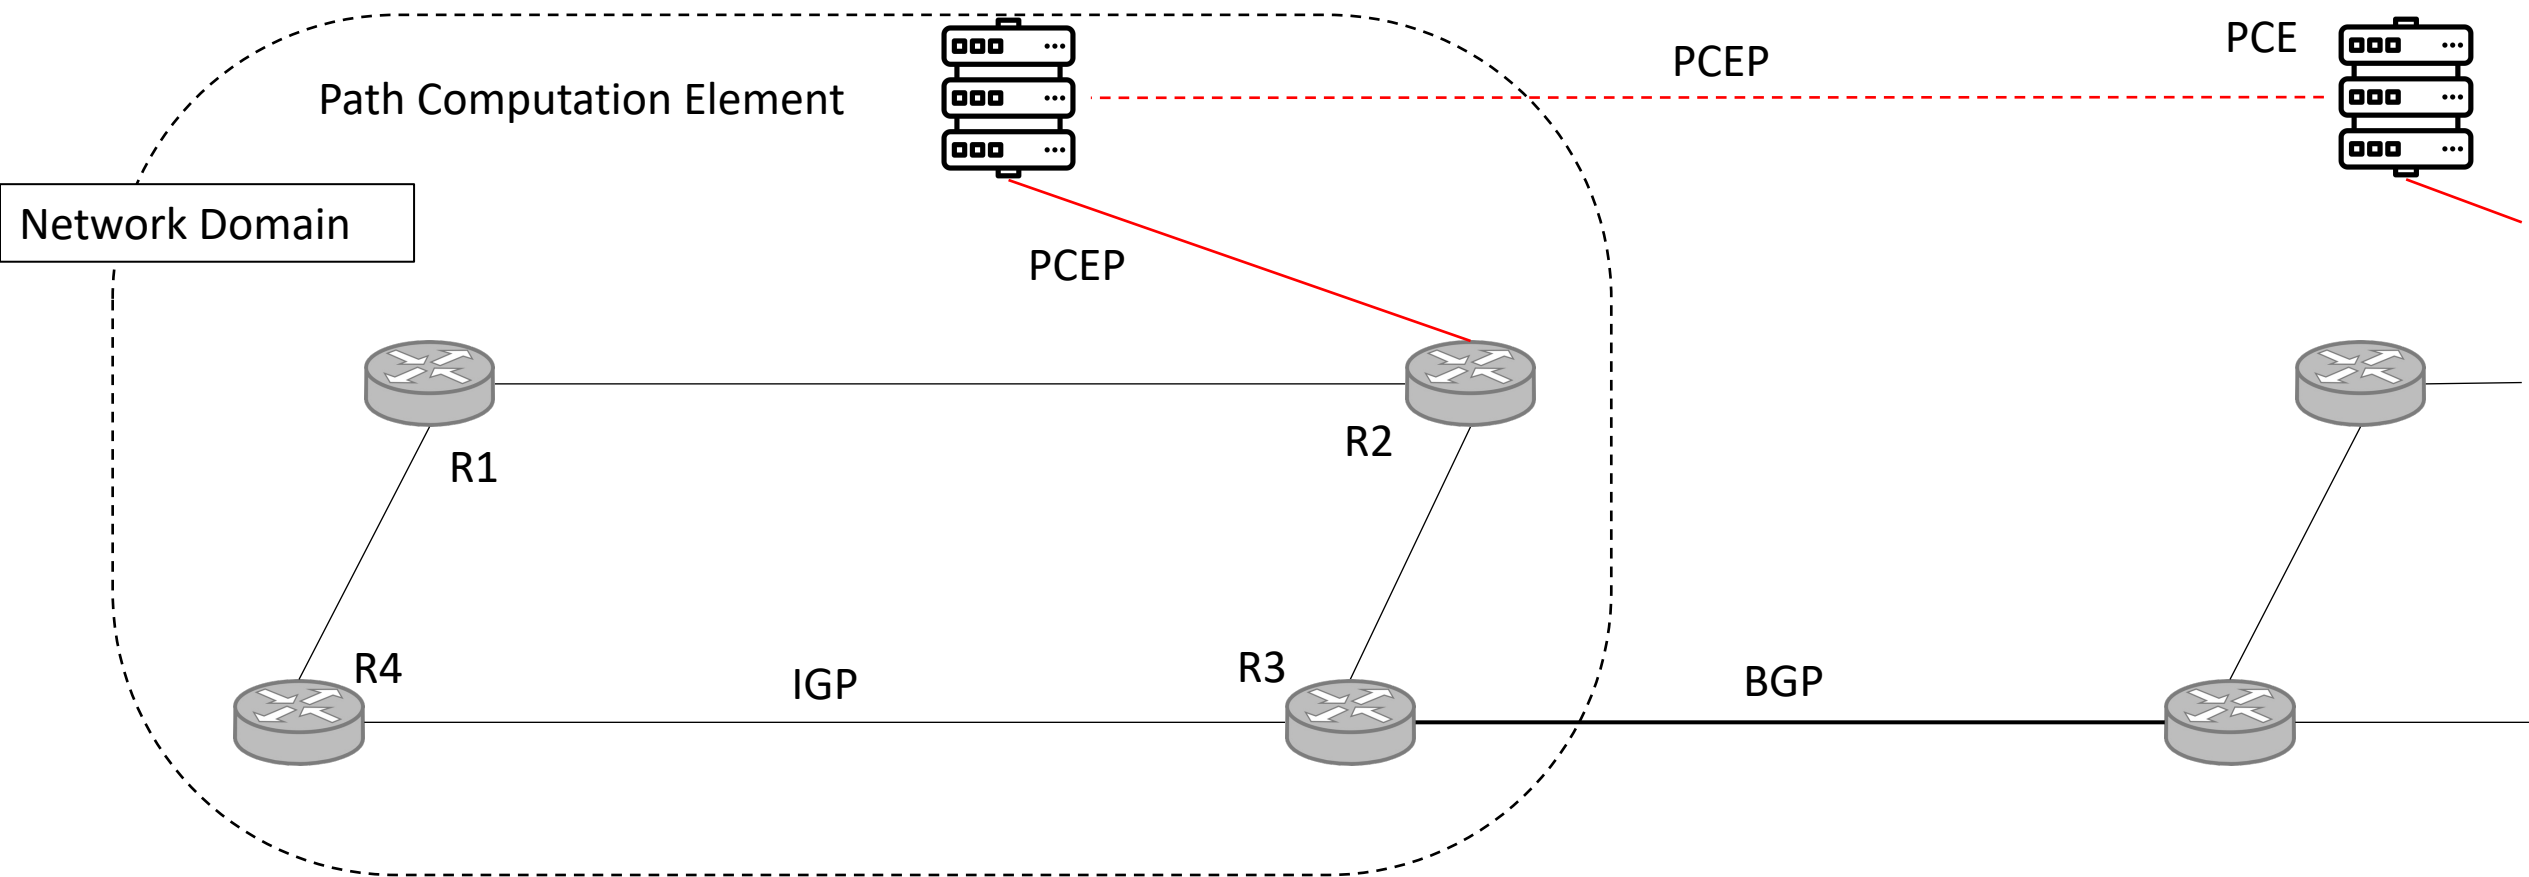 PCE
PCEP
Path Computation Element
Network Domain
PCEP
R2
R1
R4
R3
IGP
BGP